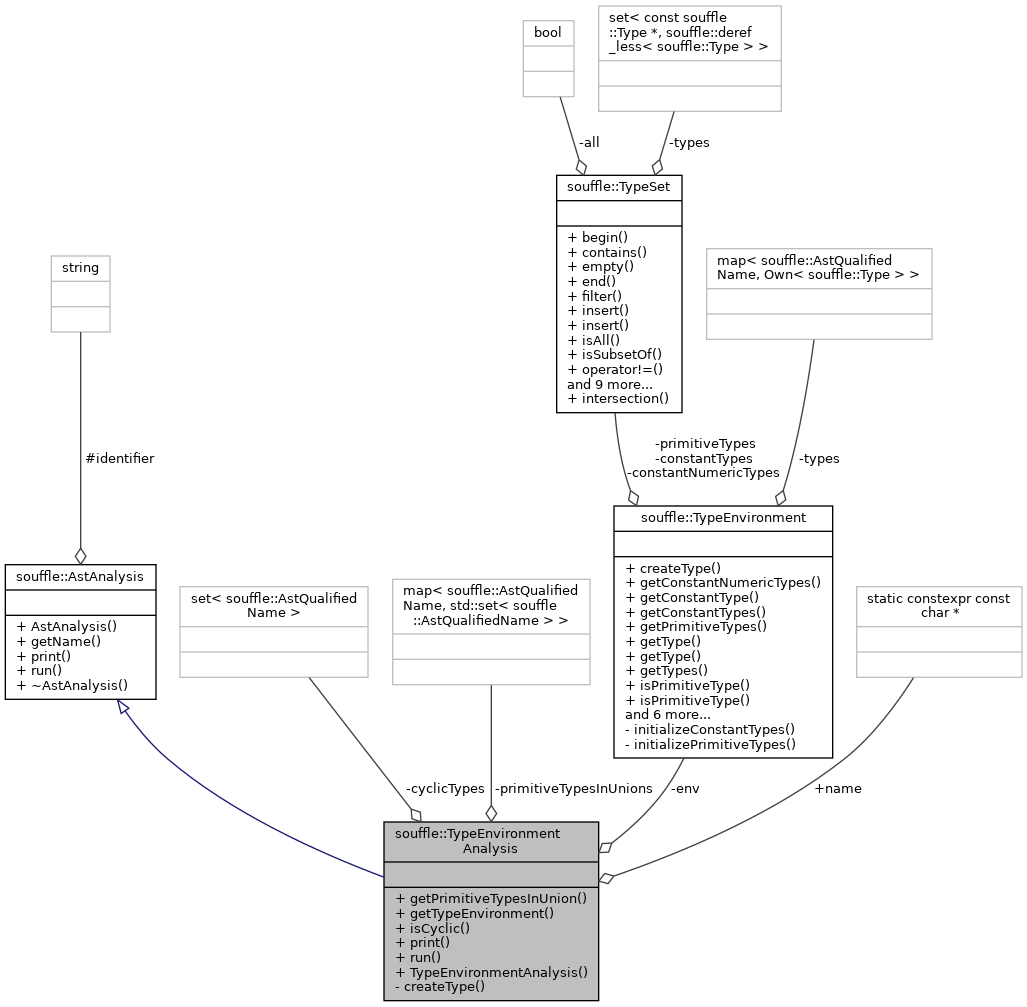 bool
set< const souffle
::Type *, souffle::deref
_less< souffle::Type > >
-all
-types
souffle::TypeSet
+ begin()
+ contains()
+ empty()
+ end()
+ filter()
+ insert()
+ insert()
+ isAll()
+ isSubsetOf()
+ operator!=()
and 9 more...
+ intersection()
map< souffle::AstQualified
Name, Own< souffle::Type > >
string
#identifier
-primitiveTypes
-constantTypes
-constantNumericTypes
-types
souffle::TypeEnvironment
+ createType()
+ getConstantNumericTypes()
+ getConstantType()
+ getConstantTypes()
+ getPrimitiveTypes()
+ getType()
+ getType()
+ getTypes()
+ isPrimitiveType()
+ isPrimitiveType()
and 6 more...
- initializeConstantTypes()
- initializePrimitiveTypes()
souffle::AstAnalysis
+ AstAnalysis()
+ getName()
+ print()
+ run()
+ ~AstAnalysis()
set< souffle::AstQualified
Name >
map< souffle::AstQualified
Name, std::set< souffle
::AstQualifiedName > >
static constexpr const
char *
-cyclicTypes
-primitiveTypesInUnions
-env
+name
souffle::TypeEnvironment
Analysis
+ getPrimitiveTypesInUnion()
+ getTypeEnvironment()
+ isCyclic()
+ print()
+ run()
+ TypeEnvironmentAnalysis()
- createType()